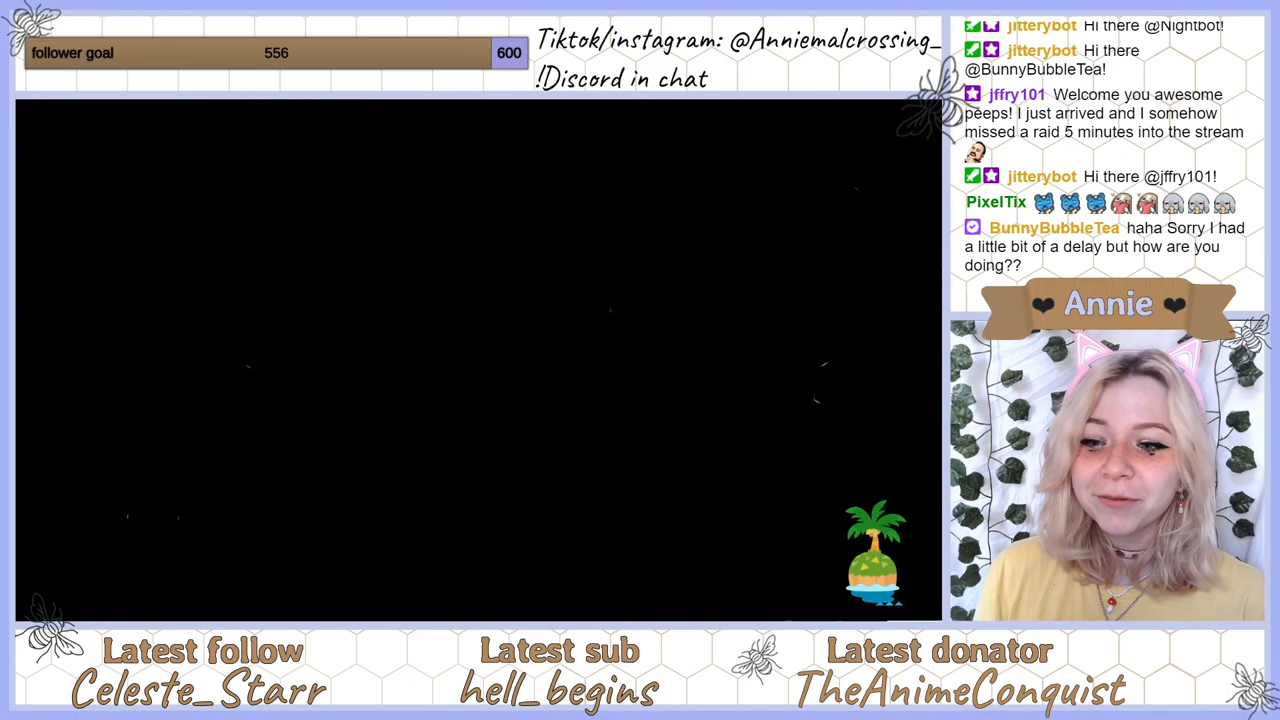 follower goal 556 600
Tiktok/instagram: @Anniemalcrossing_
!Discord in chat
jitterybot Hi there @Nightbot!
jitterybot Hi there
@BunnyBubbleTea!
jffry101 Welcome you awesome
peeps! I just arrived and I somehow
missed a raid 5 minutes into the stream
jitterybot Hi there @jffry101!
PixelTix
BunnyBubbleTea haha Sorry I had
a little bit of a delay but how are you
doing??
Annie
Latest follow
Celeste_Starr
Latest sub
hell_begins
Latest donator
TheAnimeConquist